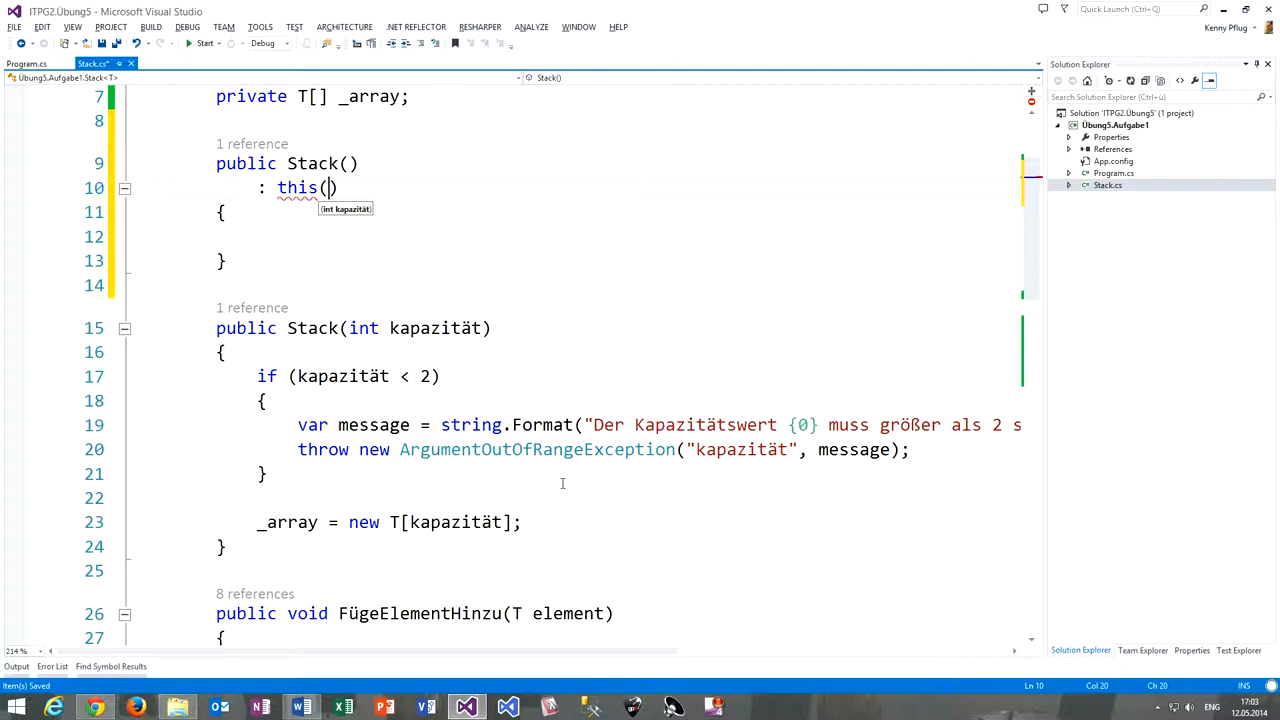 ITPG2.Übung5 - Microsoft Visual Studio
Quick Launch (Ctrl+Q)
FILE EDIT VIEW PROJECT BUILD DEBUG TEAM TOOLS TEST ARCHITECTURE .NET REFLECTOR RESHARPER ANALYZE WINDOW HELP
Kenny Pflug
Start
Debug
Program.cs
Stack.cs*
Solution Explorer
Übung5.Aufgabe1.Stack<T>
Stack()
Search Solution Explorer (Ctrl+ü)
Solution 'ITPG2.Übung5' (1 project)
Übung5.Aufgabe1
Properties
References
App.config
Program.cs
Stack.cs
7 private T[] _array;
8
1 reference
9 public Stack()
10 : this()
(int kapazität)
11 {
12
13 }
14
1 reference
15 public Stack(int kapazität)
16 {
17 if (kapazität < 2)
18 {
19 var message = string.Format("Der Kapazitätswert {0} muss größer als 2 s
20 throw new ArgumentOutOfRangeException("kapazität", message);
21 }
22
23 _array = new T[kapazität];
24 }
25
8 references
26 public void FügeElementHinzu(T element)
27 {
214 %
Solution Explorer Team Explorer Properties Test Explorer
Output Error List Find Symbol Results
Item(s) Saved
Ln 10 Col 20 Ch 20 INS
ENG
17:03
12.05.2014